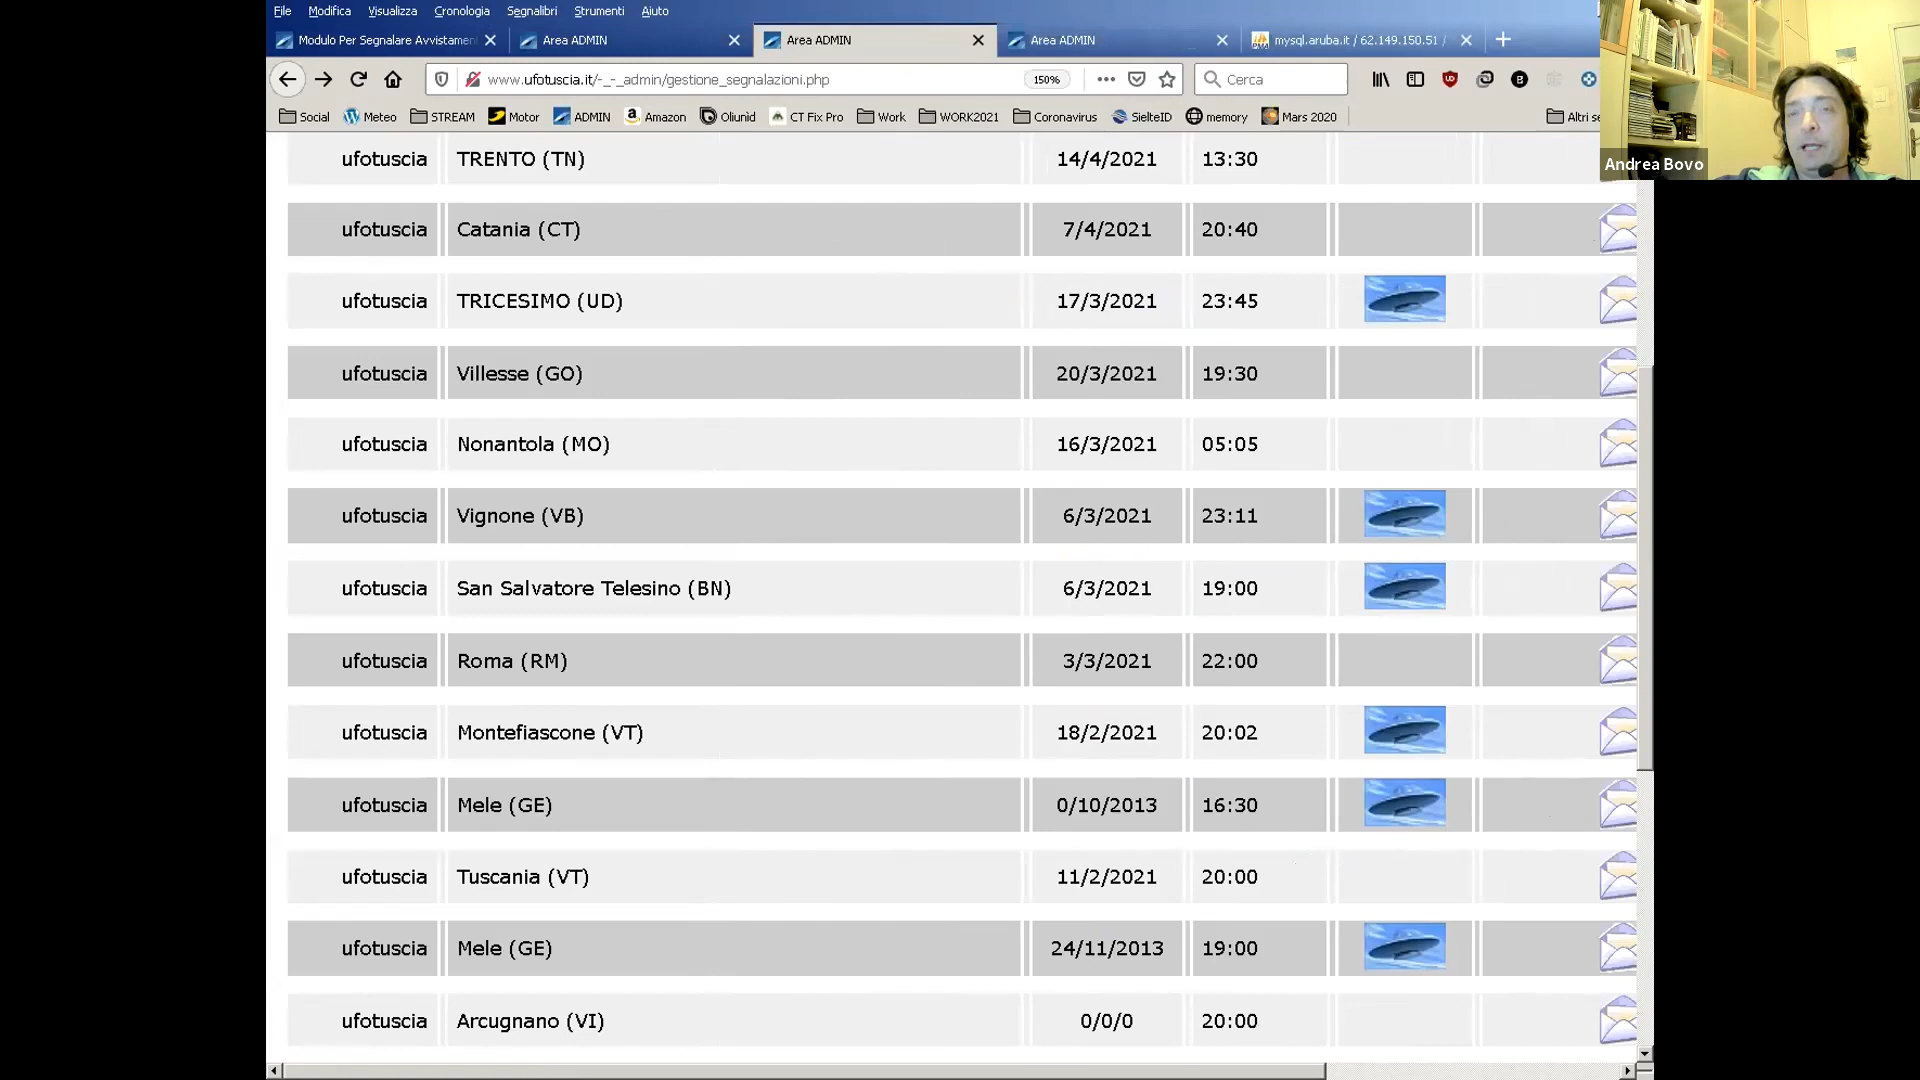 File Modifica Visualizza Cronologia Segnalibri Strumenti Aiuto
Modulo Per Segnalare Avvistamen Area ADMIN Area ADMIN Area ADMIN mysql.aruba.it / 62.149.150.51 /
www.ufotuscia.it/-_-_admin/gestione_segnalazioni.php 150% Cerca
Social Meteo STREAM Motor ADMIN Amazon Oliunìd CT Fix Pro Work WORK2021 Coronavirus SielteID memory Mars 2020 Altri se
Andrea Bovo
ufotuscia TRENTO (TN) 14/4/2021 13:30
ufotuscia Catania (CT) 7/4/2021 20:40
ufotuscia TRICESIMO (UD) 17/3/2021 23:45
ufotuscia Villesse (GO) 20/3/2021 19:30
ufotuscia Nonantola (MO) 16/3/2021 05:05
ufotuscia Vignone (VB) 6/3/2021 23:11
ufotuscia San Salvatore Telesino (BN) 6/3/2021 19:00
ufotuscia Roma (RM) 3/3/2021 22:00
ufotuscia Montefiascone (VT) 18/2/2021 20:02
ufotuscia Mele (GE) 0/10/2013 16:30
ufotuscia Tuscania (VT) 11/2/2021 20:00
ufotuscia Mele (GE) 24/11/2013 19:00
ufotuscia Arcugnano (VI) 0/0/0 20:00